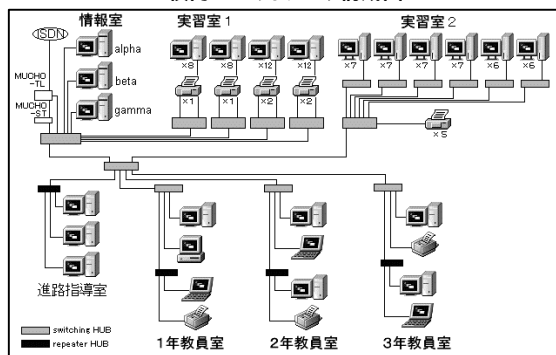 情報室
実習室1
実習室2
ISDN
alpha
beta
gamma
MUCHO
-TL
MUCHO
-ST
×8
×8
×12
×12
×1
×1
×2
×2
×7
×7
×7
×7
×6
×6
×5
進路指導室
1年教員室
2年教員室
3年教員室
switching HUB
repeater HUB